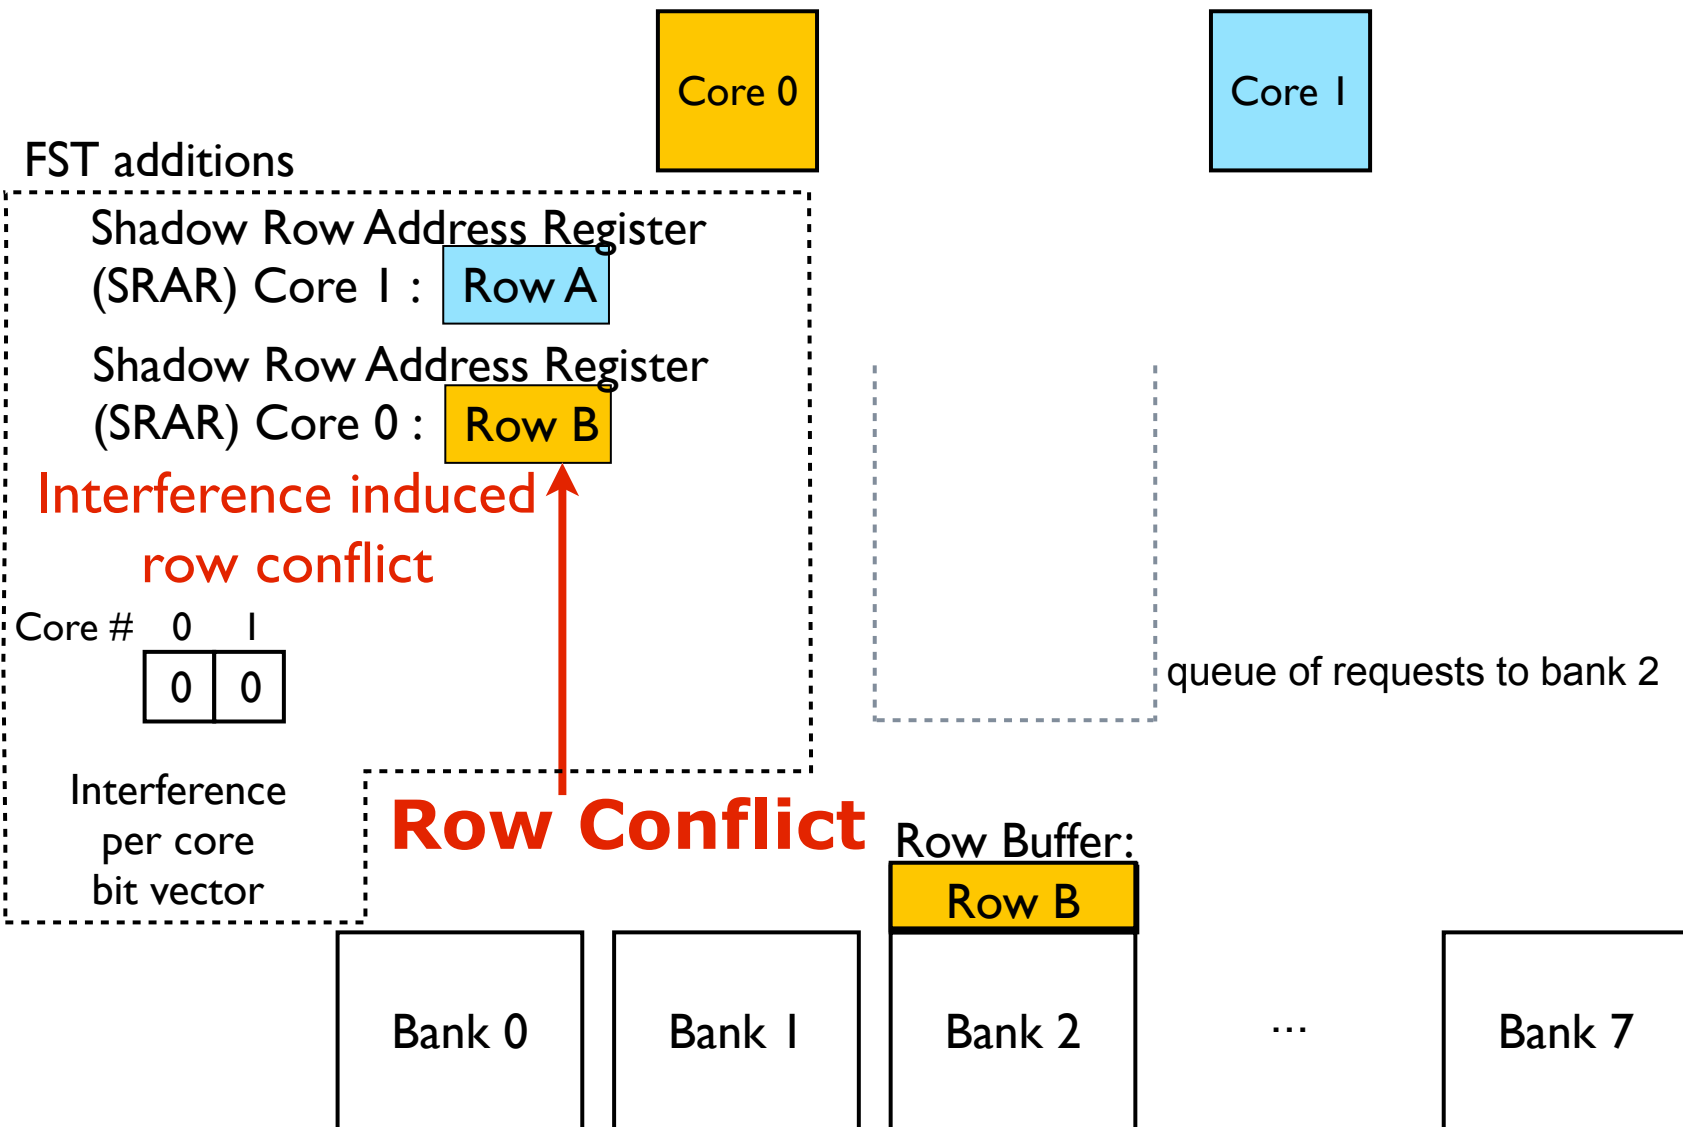 Core 0
Core 1
FST additions
Shadow Row Address Register
(SRAR) Core 1 : Row A
Shadow Row Address Register
(SRAR) Core 0 : Row B
Interference induced
row conflict
Core # 0 1
0 0
queue of requests to bank 2
Interference
per core
bit vector
Row Conflict
Row Buffer:
Row B
Bank 0 Bank 1 Bank 2 ... Bank 7